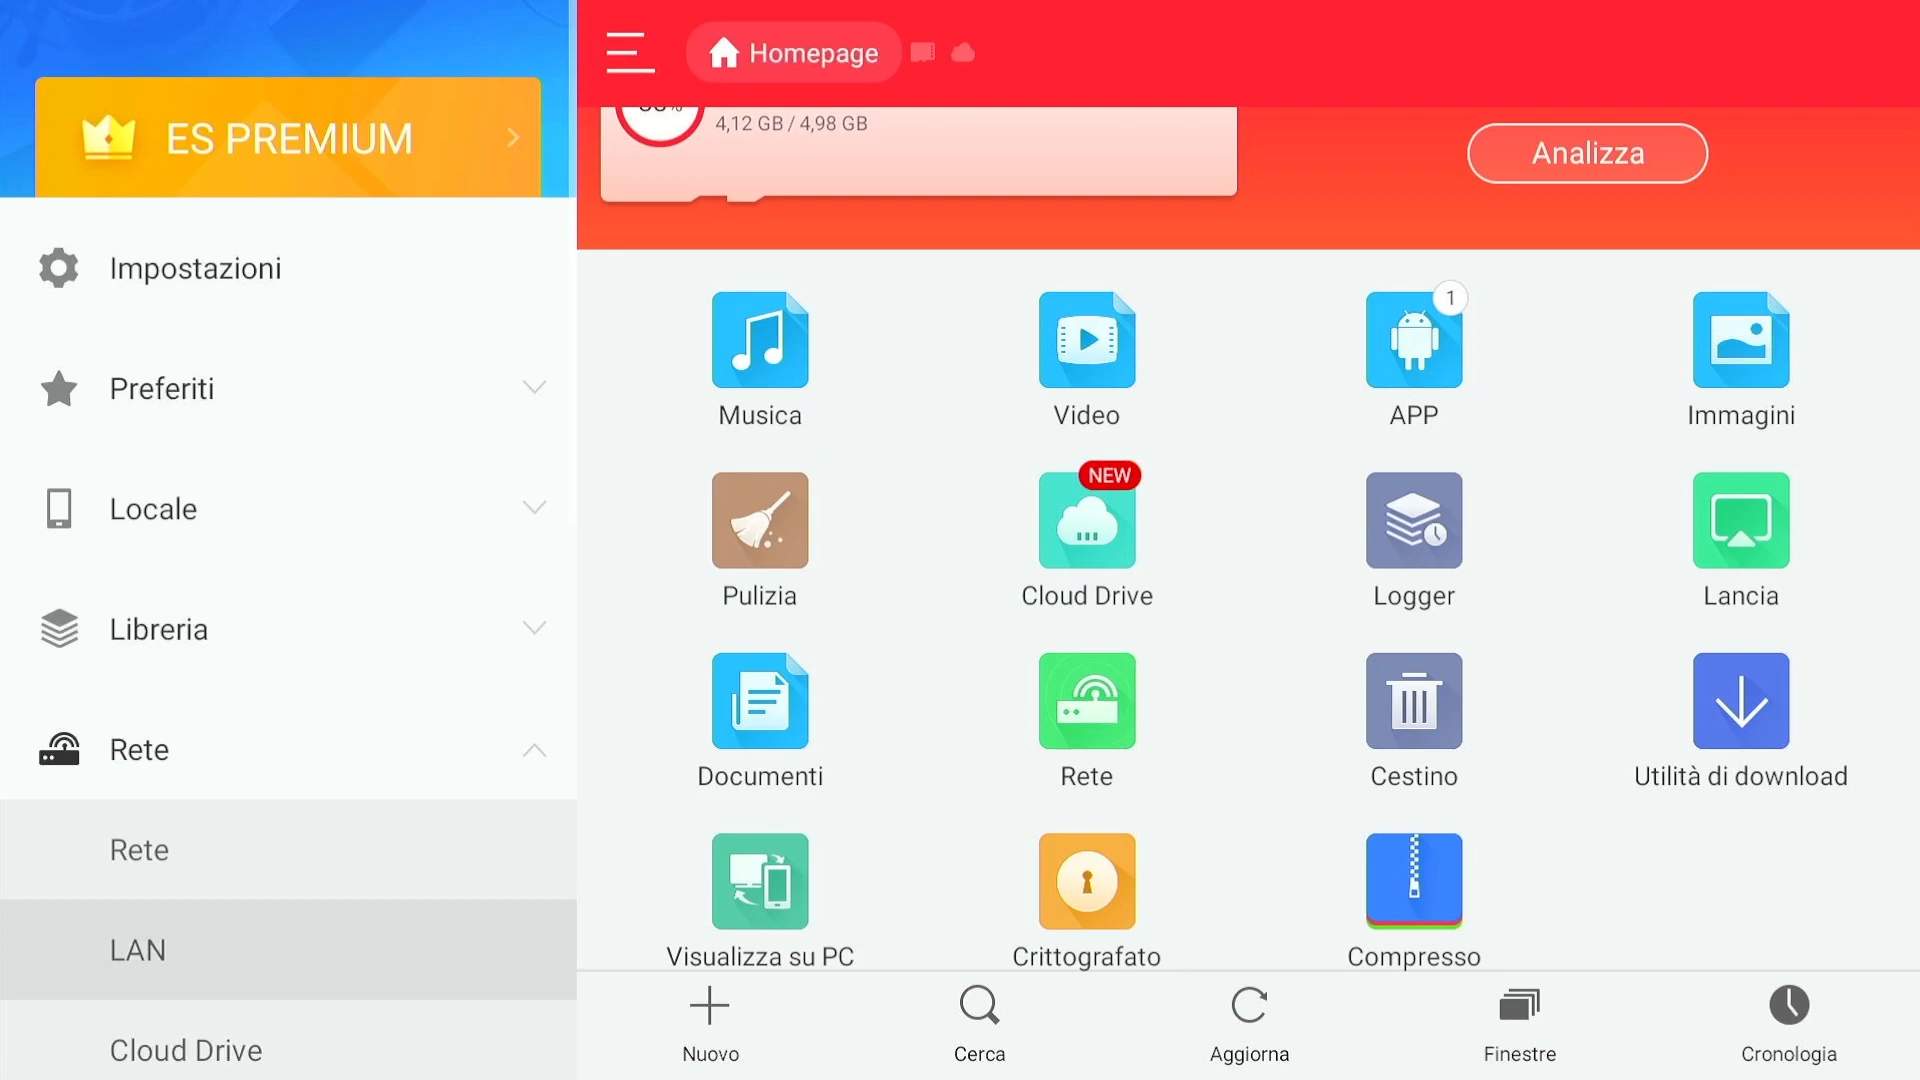 ES PREMIUM
Impostazioni
Preferiti
Locale
Libreria
Rete
Rete
LAN
Cloud Drive
Homepage
4,12 GB / 4,98 GB
Analizza
Musica
Video
1
APP
Immagini
Pulizia
NEW
Cloud Drive
Logger
Lancia
Documenti
Rete
Cestino
Utilità di download
Visualizza su PC
Crittografato
Compresso
Nuovo
Cerca
Aggiorna
Finestre
Cronologia